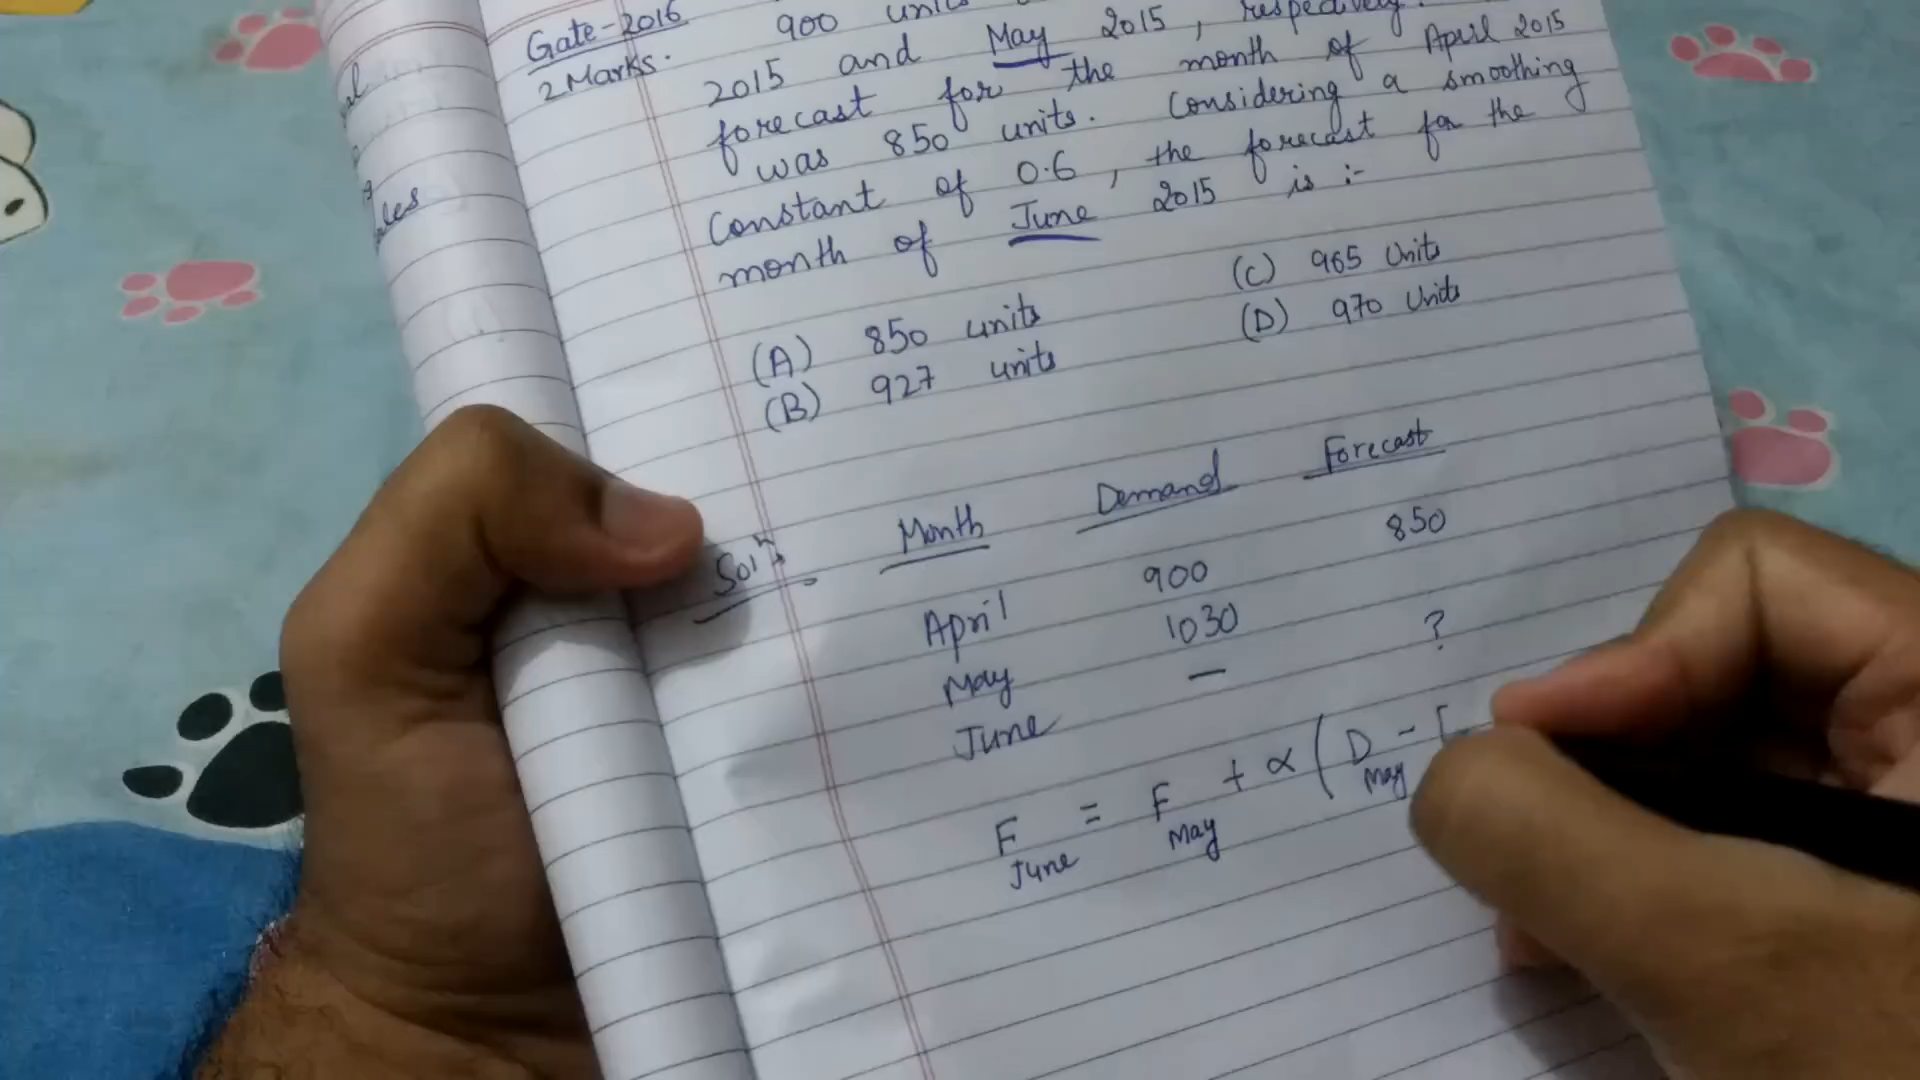 Gate-2016 900 units
2 Marks. 2015 and May 2015, respectively.
forecast for the month of April 2015
was 850 units. Considering a smoothing
Constant of 0.6, the forecast for the
month of June 2015 is :-
(A) 850 units (C) 965 Units
(B) 927 units (D) 970 Units
Solⁿ: Month Demand Forecast
April 900 850
May 1030
June — ?
F June = F May + α ( D May -